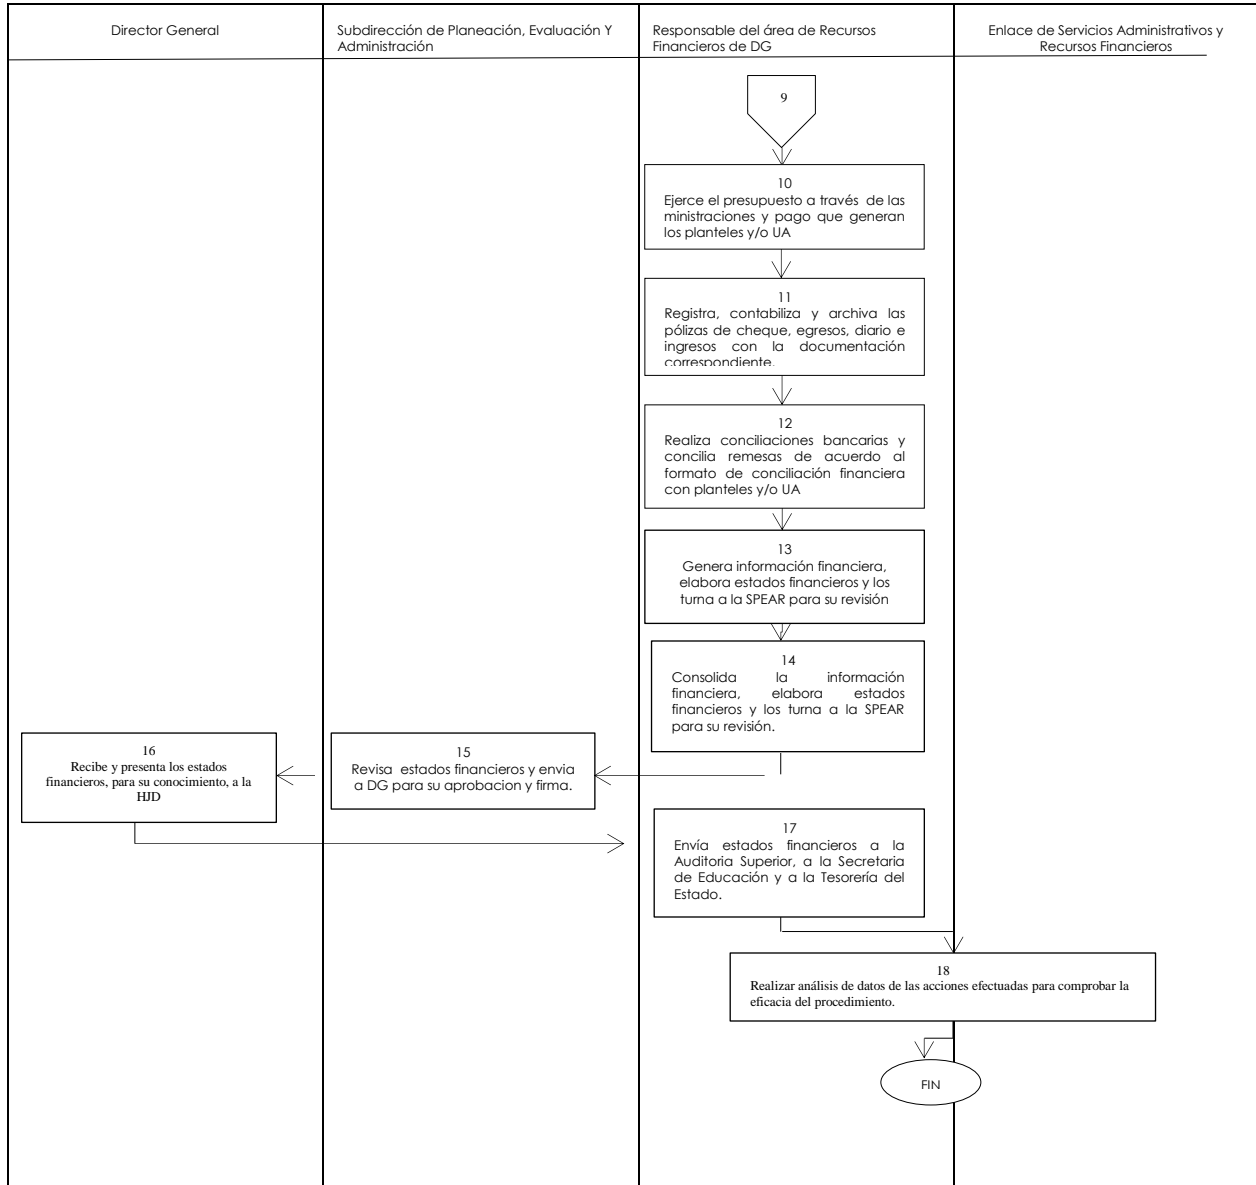 Director General
Subdirección de Planeación, Evaluación Y
Administración
Responsable del área de Recursos
Financieros de DG
Enlace de Servicios Administrativos y
Recursos Financieros
9
10
Ejerce el presupuesto a través de las
ministraciones y pago que generan
los planteles y/o UA
11
Registra, contabiliza y archiva las
pólizas de cheque, egresos, diario e
ingresos con la documentación
correspondiente.
12
Realiza conciliaciones bancarias y
concilia remesas de acuerdo al
formato de conciliación financiera
con planteles y/o UA
13
Genera información financiera,
elabora estados financieros y los
turna a la SPEAR para su revisión
14
Consolida la información
financiera, elabora estados
financieros y los turna a la SPEAR
para su revisión.
15
Revisa estados financieros y envia
a DG para su aprobacion y firma.
16
Recibe y presenta los estados
financieros, para su conocimiento, a la
HJD
17
Envía estados financieros a la
Auditoria Superior, a la Secretaria
de Educación y a la Tesorería del
Estado.
18
Realizar análisis de datos de las acciones efectuadas para comprobar la
eficacia del procedimiento.
FIN